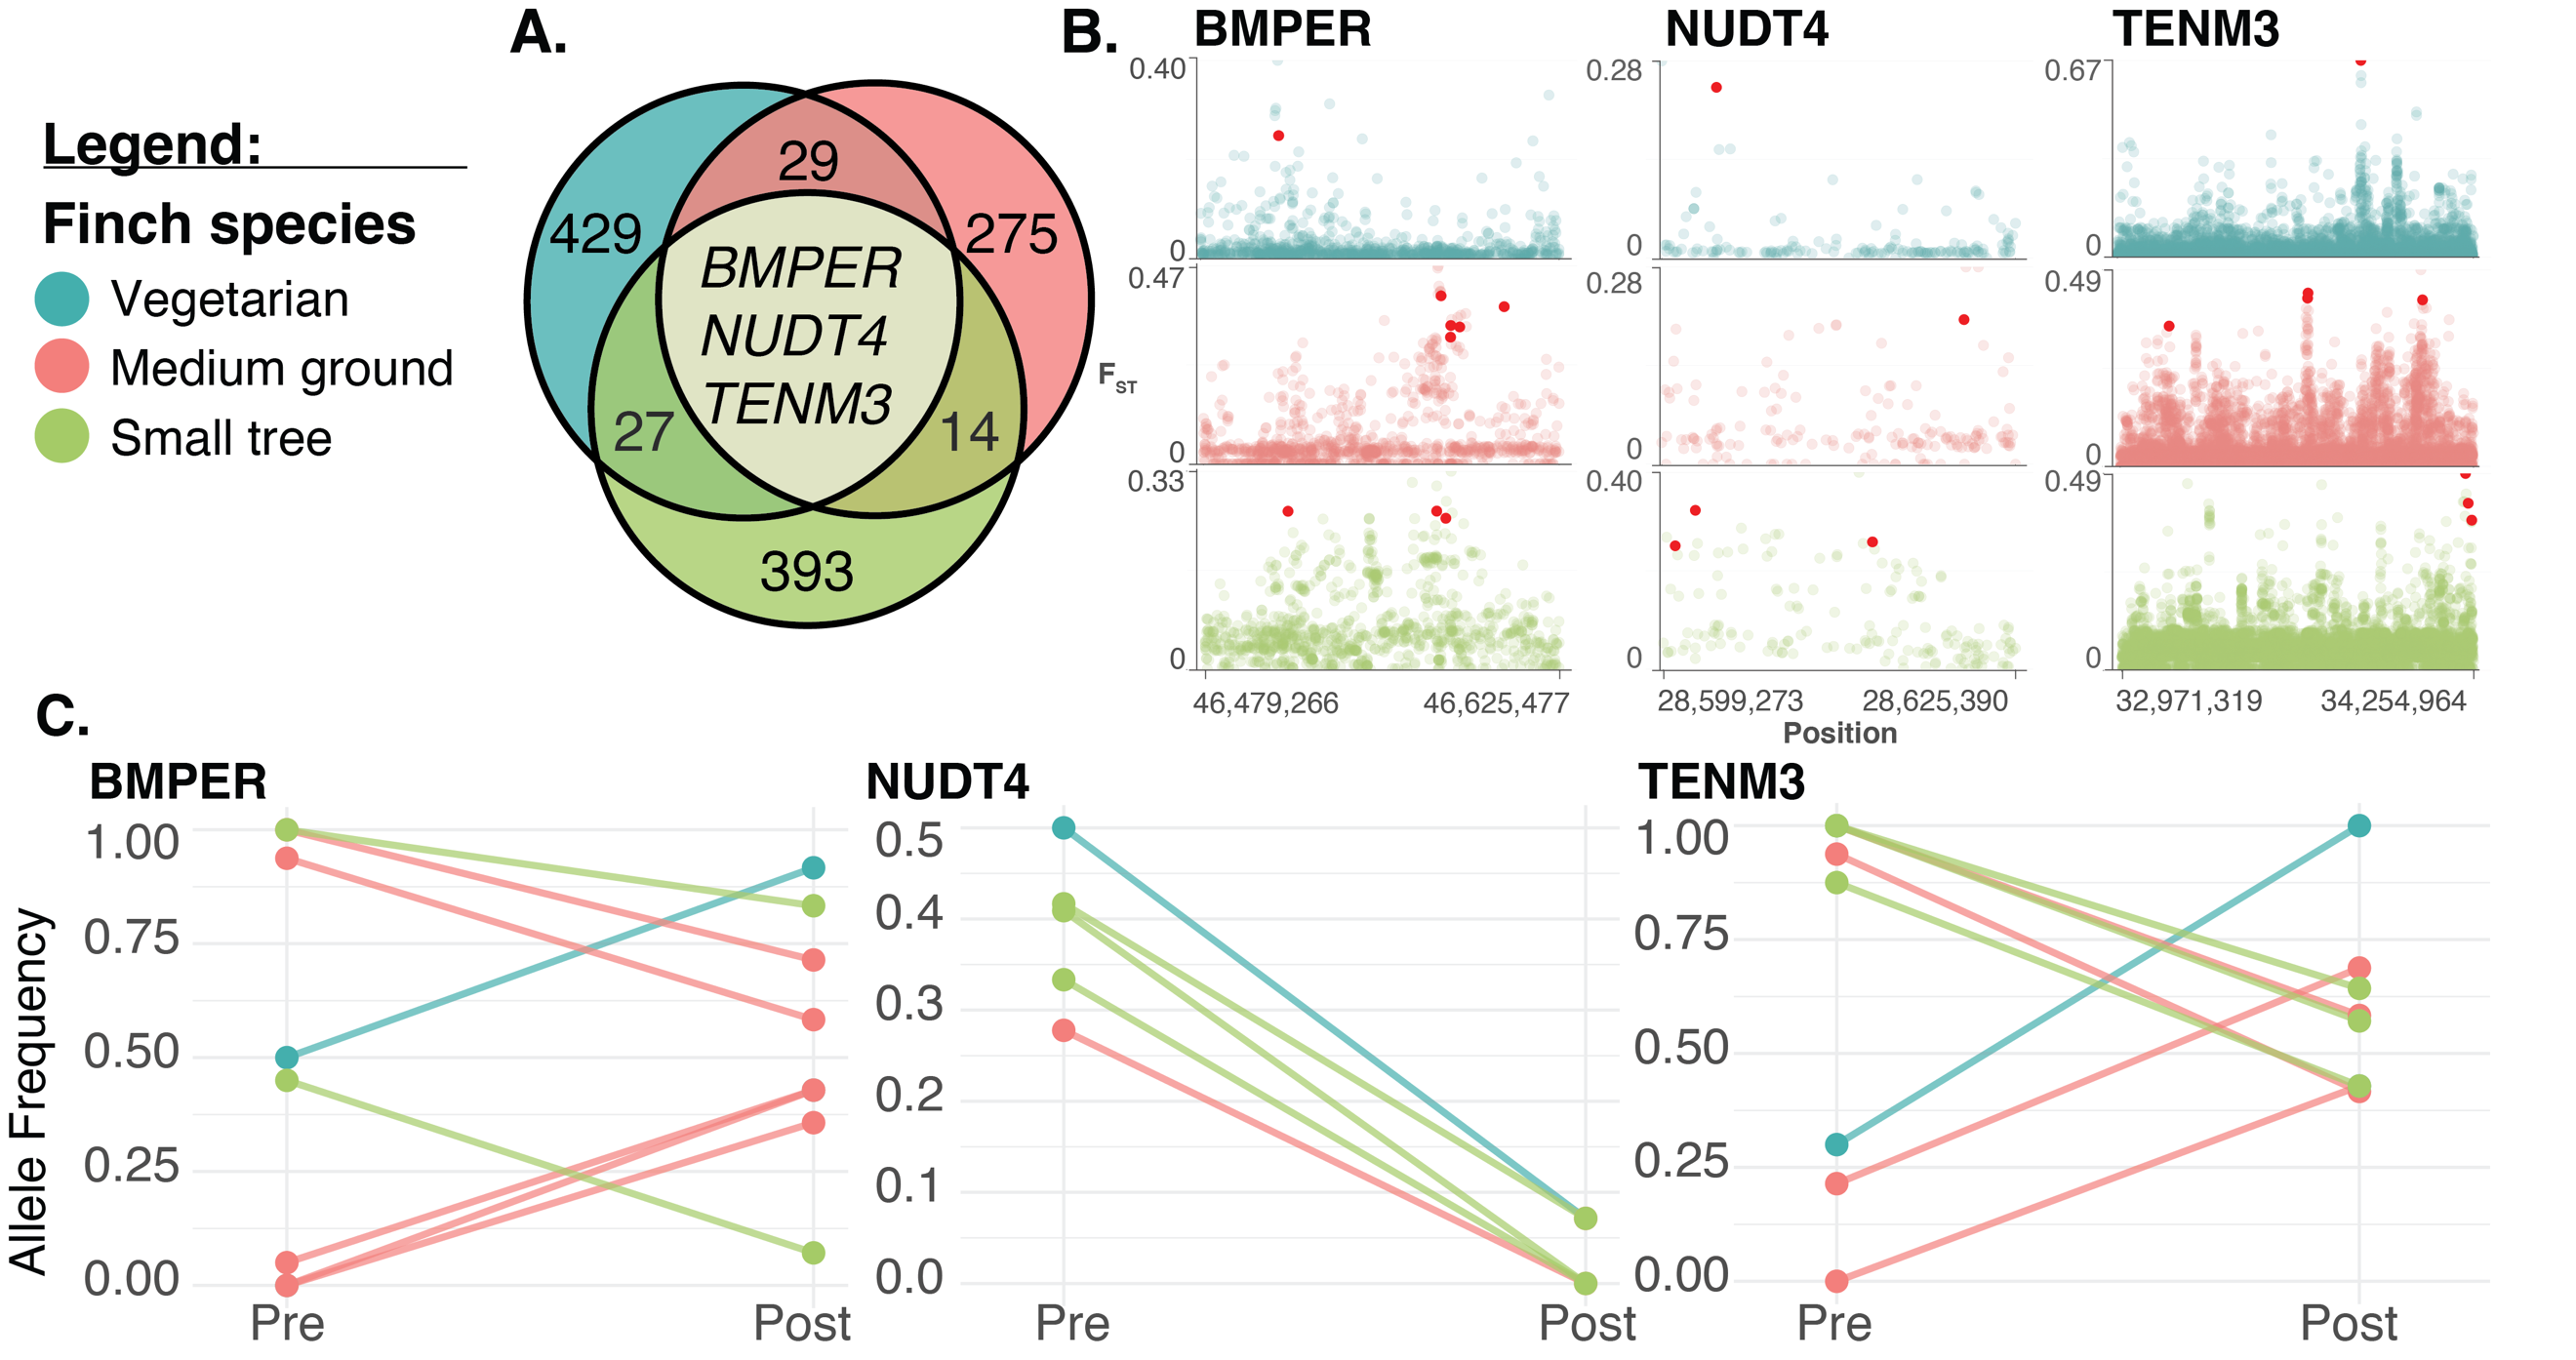 A.
B.
BMPER
NUDT4
TENM3
Legend:
Finch species
Vegetarian
Medium ground
Small tree
429
29
275
BMPER
NUDT4
TENM3
27
14
393
F_ST
0.40
0
0.47
0
0.33
0
46,479,266
46,625,477
0.28
0
0.28
0
0.40
0
28,599,273
28,625,390
0.67
0
0.49
0
0.49
0
32,971,319
34,254,964
Position
C.
Allele Frequency
BMPER
1.00
0.75
0.50
0.25
0.00
Pre
Post
NUDT4
0.5
0.4
0.3
0.2
0.1
0.0
Pre
Post
TENM3
1.00
0.75
0.50
0.25
0.00
Pre
Post